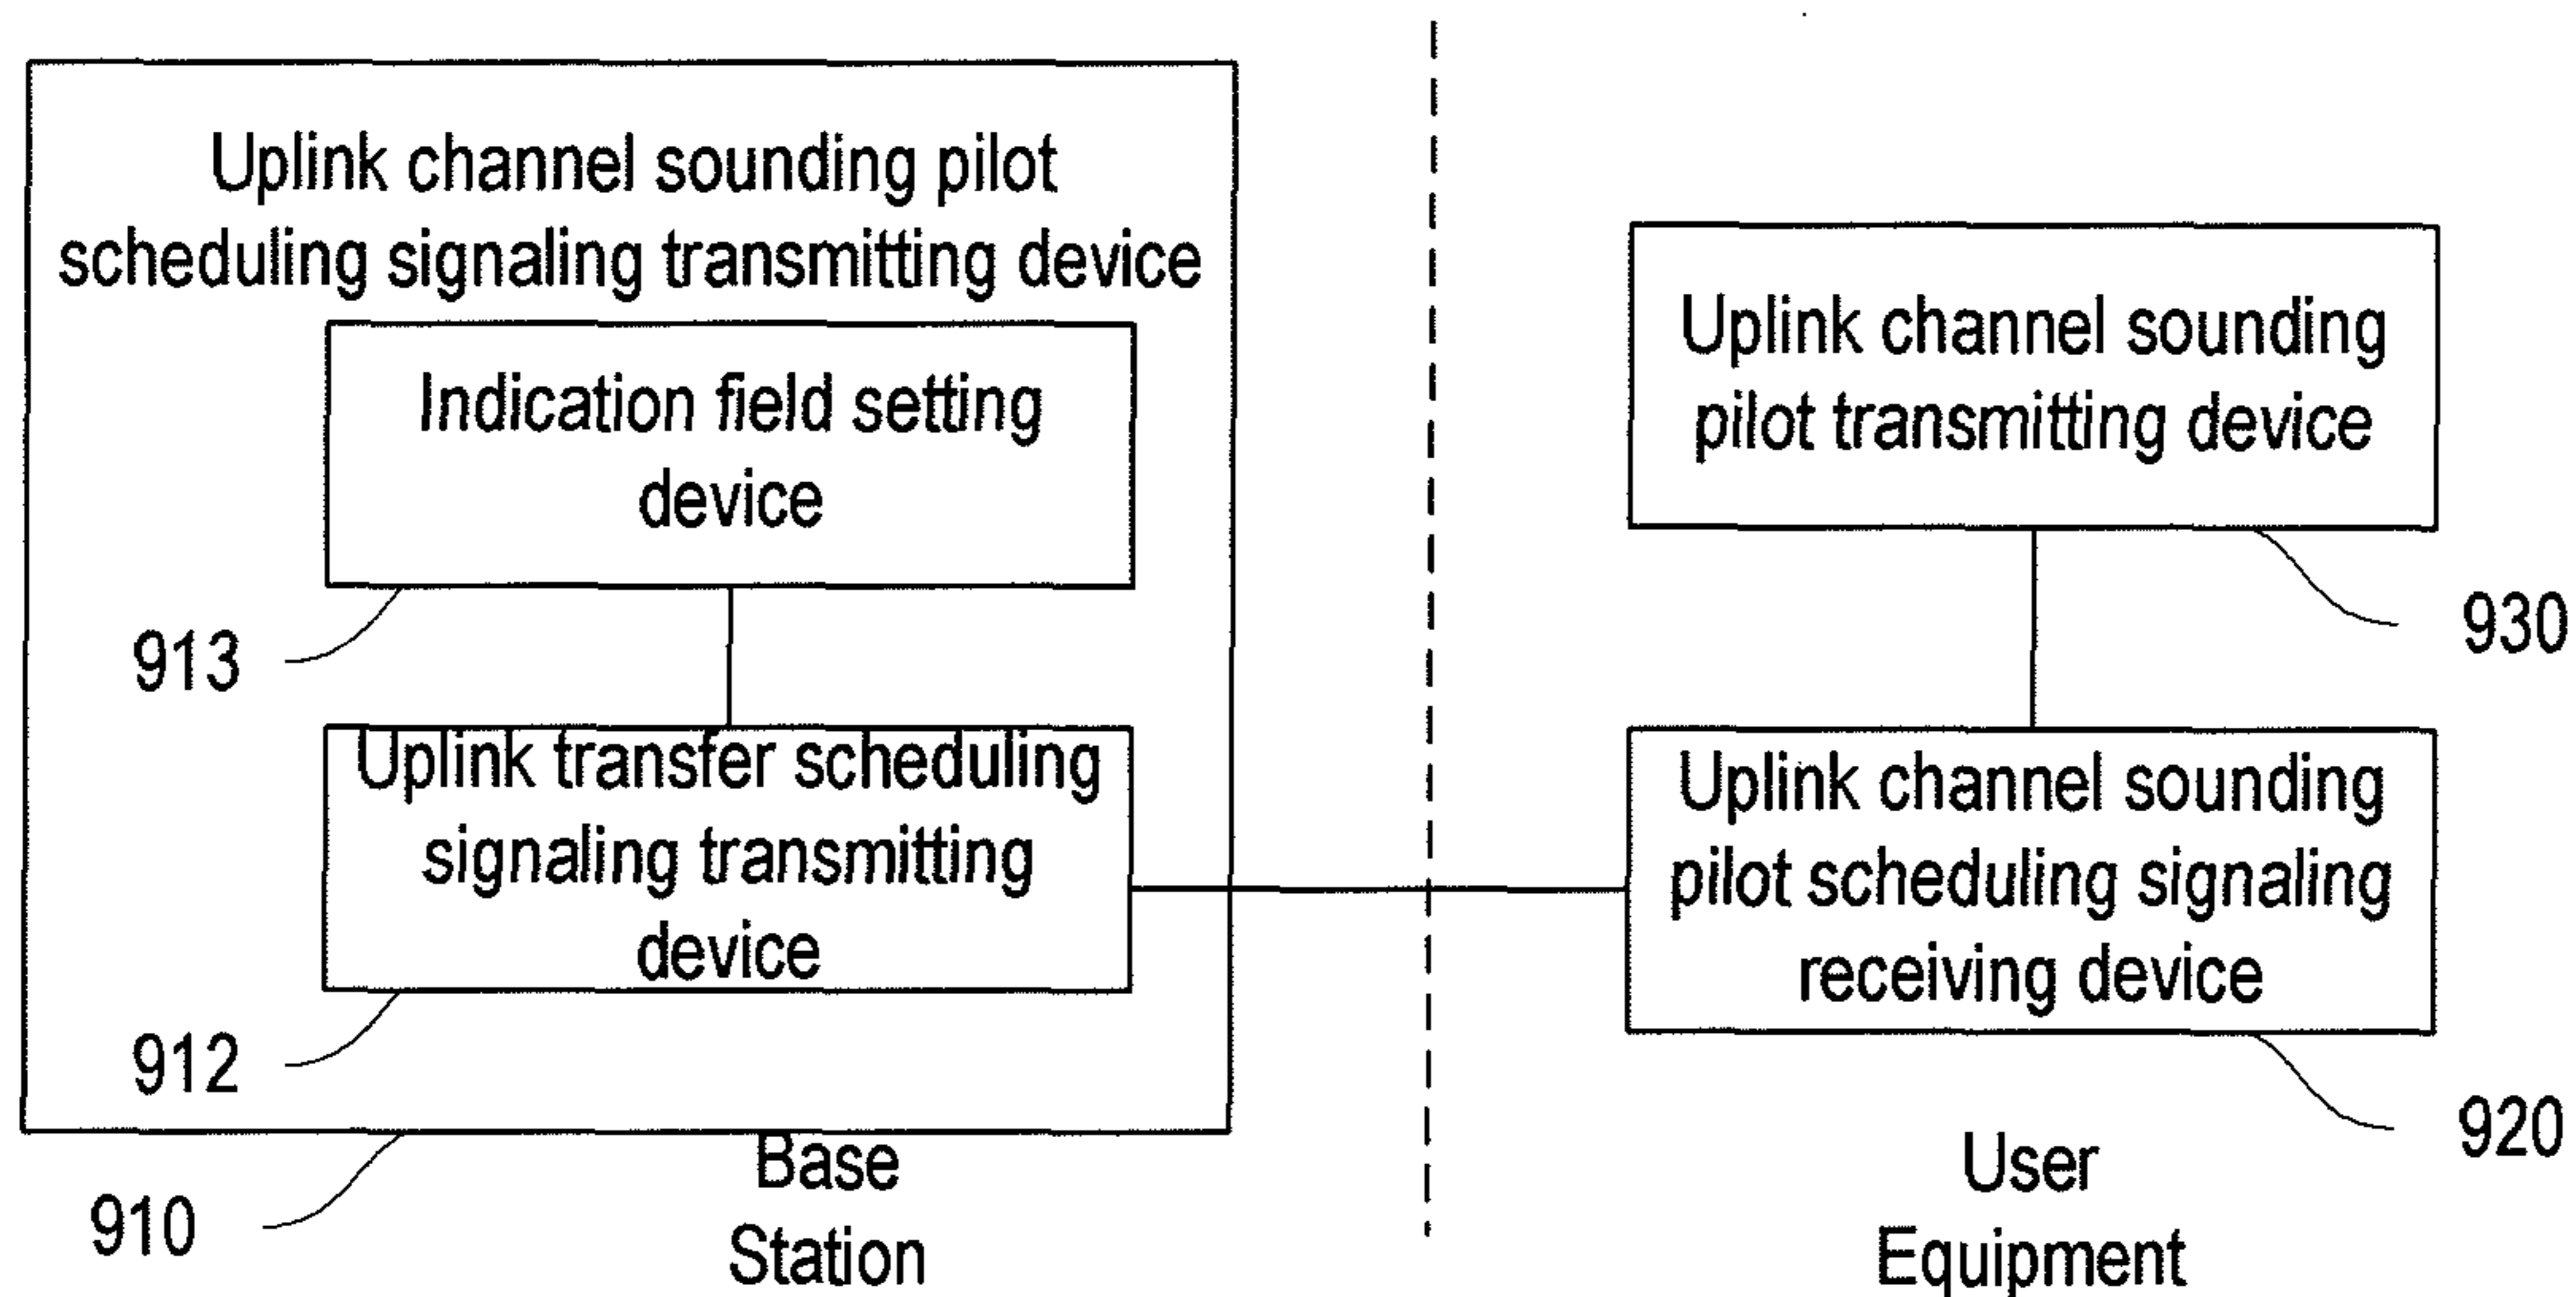 Uplink channel sounding pilot
scheduling signaling transmitting device
Indication field setting
device
913
Uplink transfer scheduling
signaling transmitting
device
912
910
Base
Station
Uplink channel sounding
pilot transmitting device
930
Uplink channel sounding
pilot scheduling signaling
receiving device
920
User
Equipment